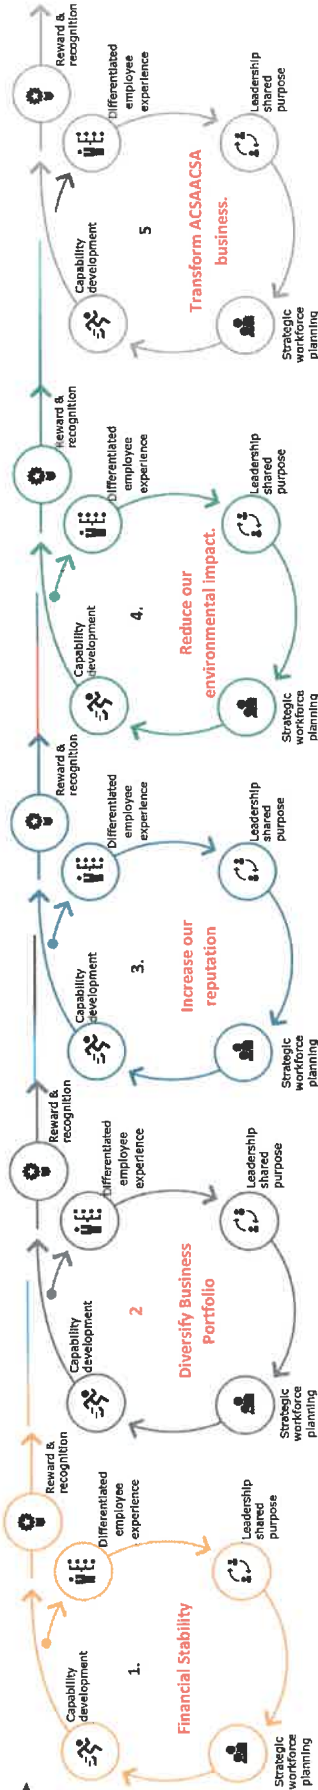 Reward &
recognition
Capability
development
Differentiated
employee
experience
1.
Financial Stability
Leadership
shared
purpose
Strategic
workforce
planning
Reward &
recognition
Capability
development
Differentiated
employee
experience
2
Diversify Business
Portfolio
Leadership
shared
purpose
Strategic
workforce
planning
Reward &
recognition
Capability
development
Differentiated
employee
experience
3.
Increase our
reputation
Leadership
shared
purpose
Strategic
workforce
planning
Reward &
recognition
Capability
development
Differentiated
employee
experience
4.
Reduce our
environmental impact.
Leadership
shared
purpose
Strategic
workforce
planning
Reward &
recognition
Capability
development
Differentiated
employee
experience
5
Transform ACSAACSA
business.
Leadership
shared
purpose
Strategic
workforce
planning